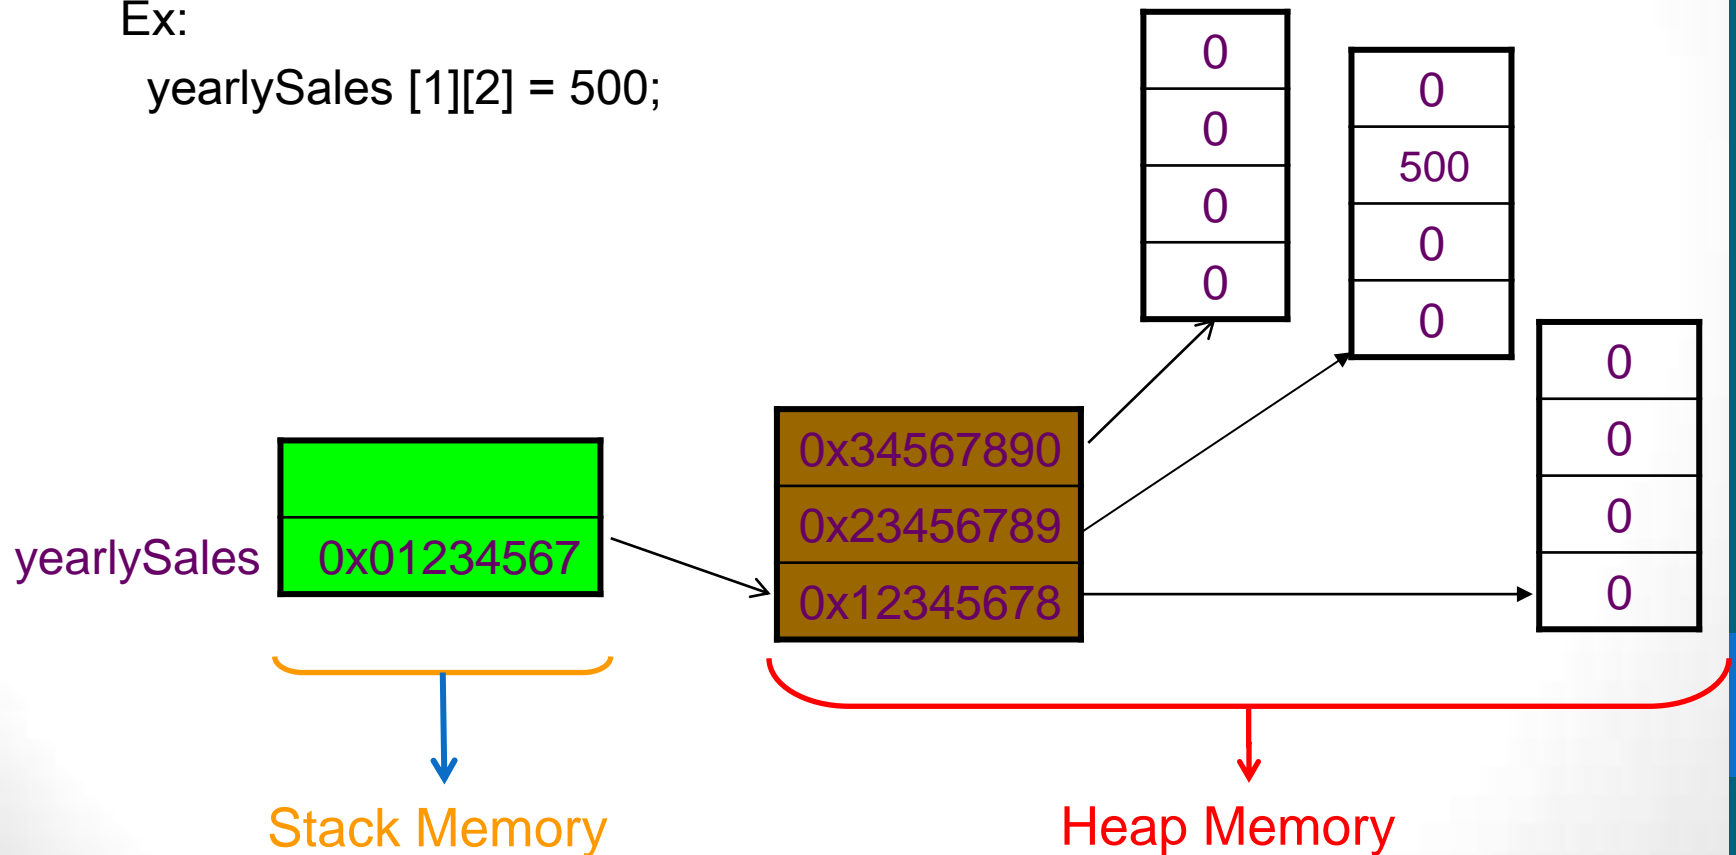 Ex:
yearlySales [1][2] = 500;
0
0
0
0
0
500
0
0
0
0
0
0
0x34567890
0x23456789
0x12345678
yearlySales
0x01234567
Stack Memory
Heap Memory